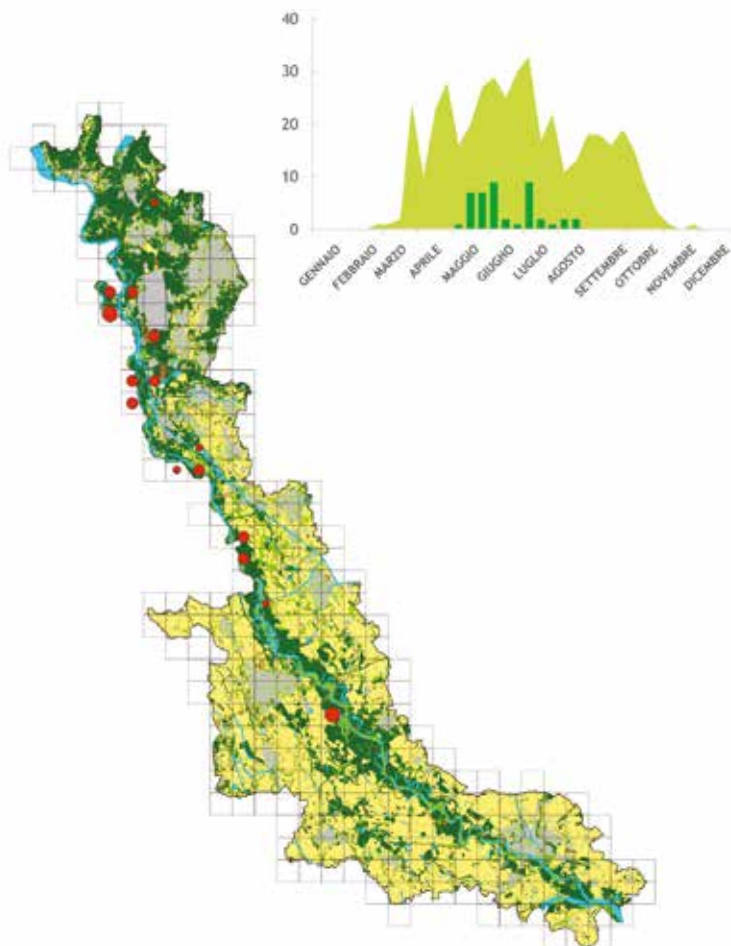 40
30
20
10
0
GENNAIO
FEBBRAIO
MARZO
APRILE
MAGGIO
GIUGNO
LUGLIO
AGOSTO
SETTEMBRE
OTTOBRE
NOVEMBRE
DICEMBRE